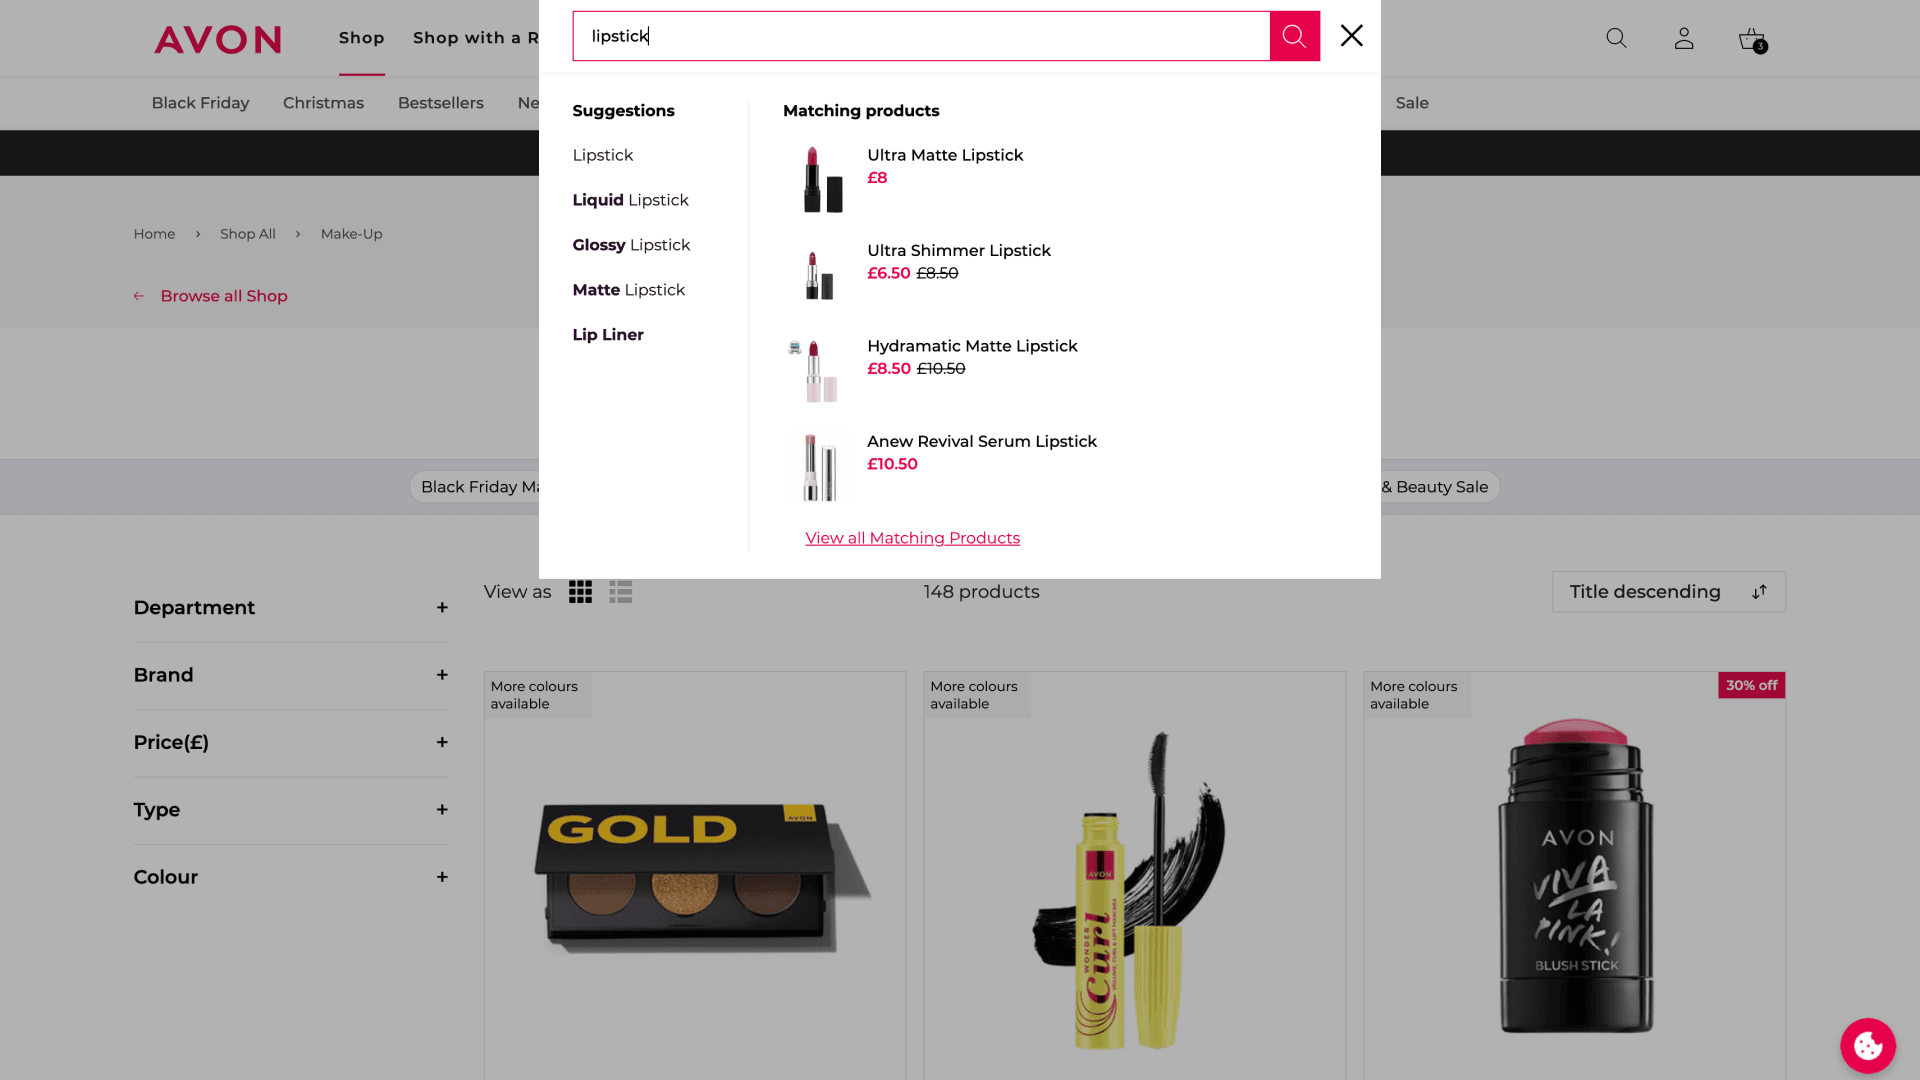 AVON
Shop
Shop with a R
lipstick
3
Black Friday
Christmas
Bestsellers
Ne
Sale
Suggestions
Lipstick
Liquid Lipstick
Glossy Lipstick
Matte Lipstick
Lip Liner
Matching products
Ultra Matte Lipstick
£8
Ultra Shimmer Lipstick
£6.50 £8.50
Hydramatic Matte Lipstick
£8.50 £10.50
Anew Revival Serum Lipstick
£10.50
View all Matching Products
Home › Shop All › Make-Up
← Browse all Shop
Black Friday Ma
& Beauty Sale
Department +
Brand +
Price(£) +
Type +
Colour +
View as
148 products
Title descending
More colours
available
AVON
GOLD
More colours
available
AVON
WONDER
Curl
VOLUME, CURL & LIFT MASCARA
More colours
available
30% off
AVON
VIVA
LA
PINK!
BLUSH STICK